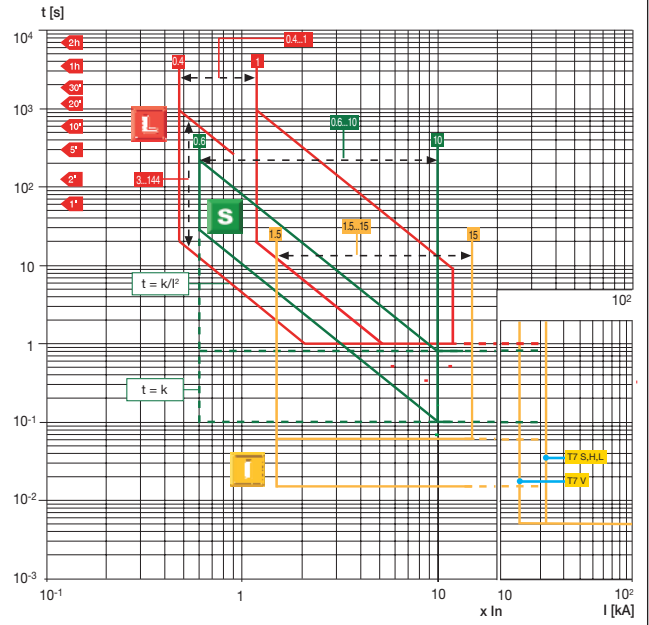 t [s]
10⁴
2h
1h
30'
20'
10³
10'
5'
10²
2'
1'
10
1
10⁻¹
10⁻²
10⁻³
0.4...1
0.4
1
L
0.6
0.6...10
10
3...144
S
1.5
1.5...15
15
t = k/I²
10²
t = k
I
T7 S,H,L
T7 V
10⁻¹
1
10
10
10²
x In
I [kA]